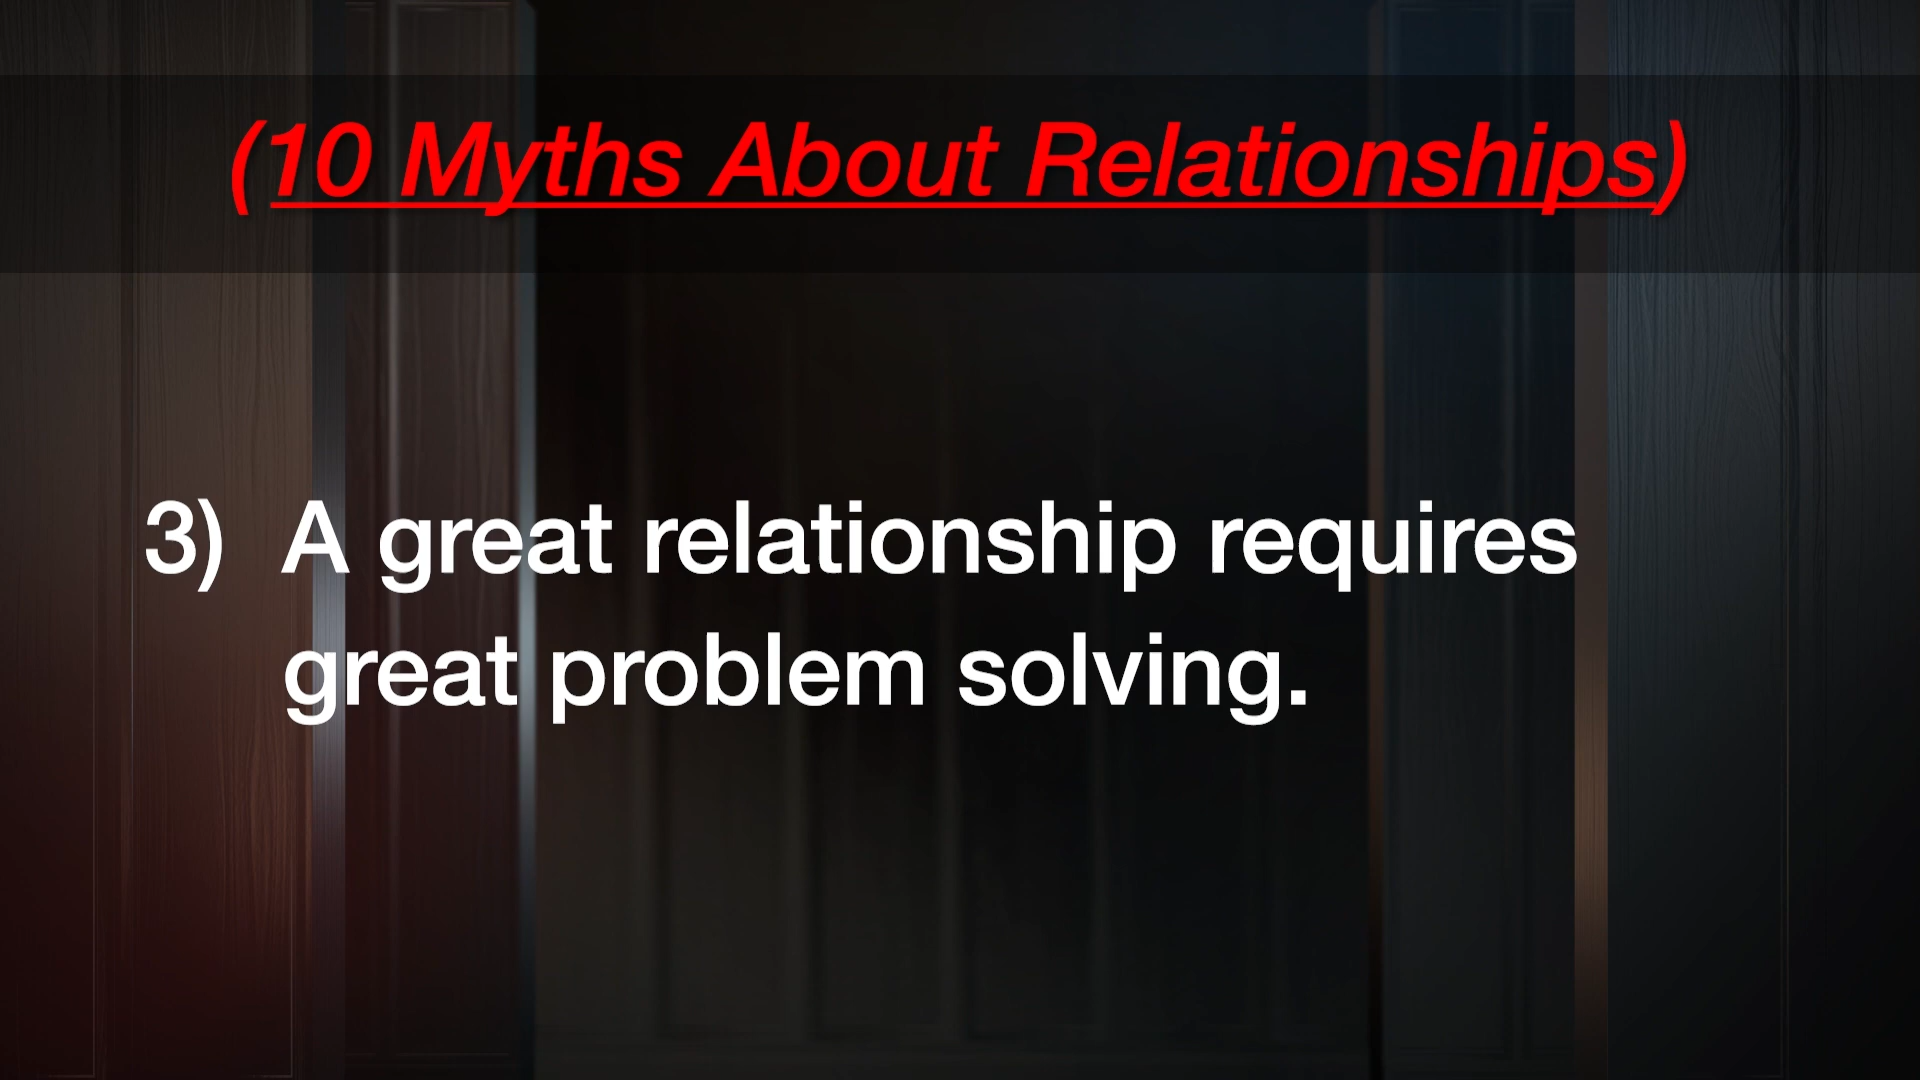 (10 Myths About Relationships)
3) A great relationship requires
great problem solving.